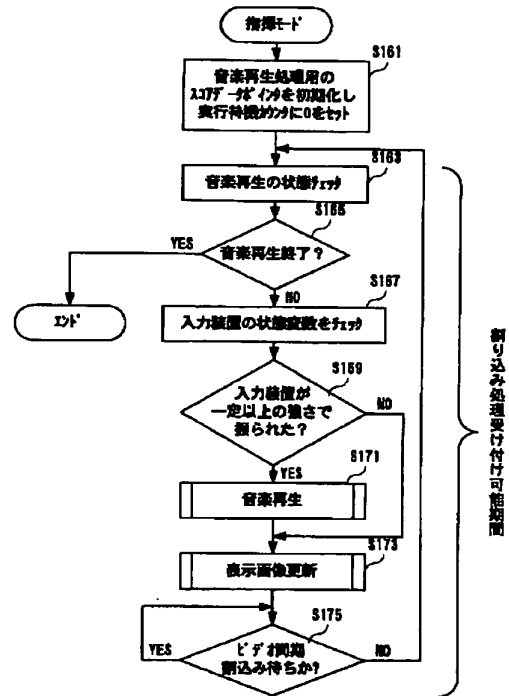 指揮ﾓｰﾄﾞ
S161
音楽再生処理用の
ｽｺｱﾃﾞｰﾀﾎﾟｲﾝﾀを初期化し
実行待機ｶｳﾝﾀに0をセット
S163
音楽再生の状態ﾁｪｯｸ
S165
音楽再生終了？
YES
NO
ｴﾝﾄﾞ
S167
入力装置の状態変数をﾁｪｯｸ
S169
入力装置が
一定以上の強さで
振られた？
NO
YES
S171
音楽再生
S173
表示画像更新
S175
ﾋﾞﾃﾞｵ同期
割込み待ちか？
YES
NO
割り込み処理受け付け可能期間